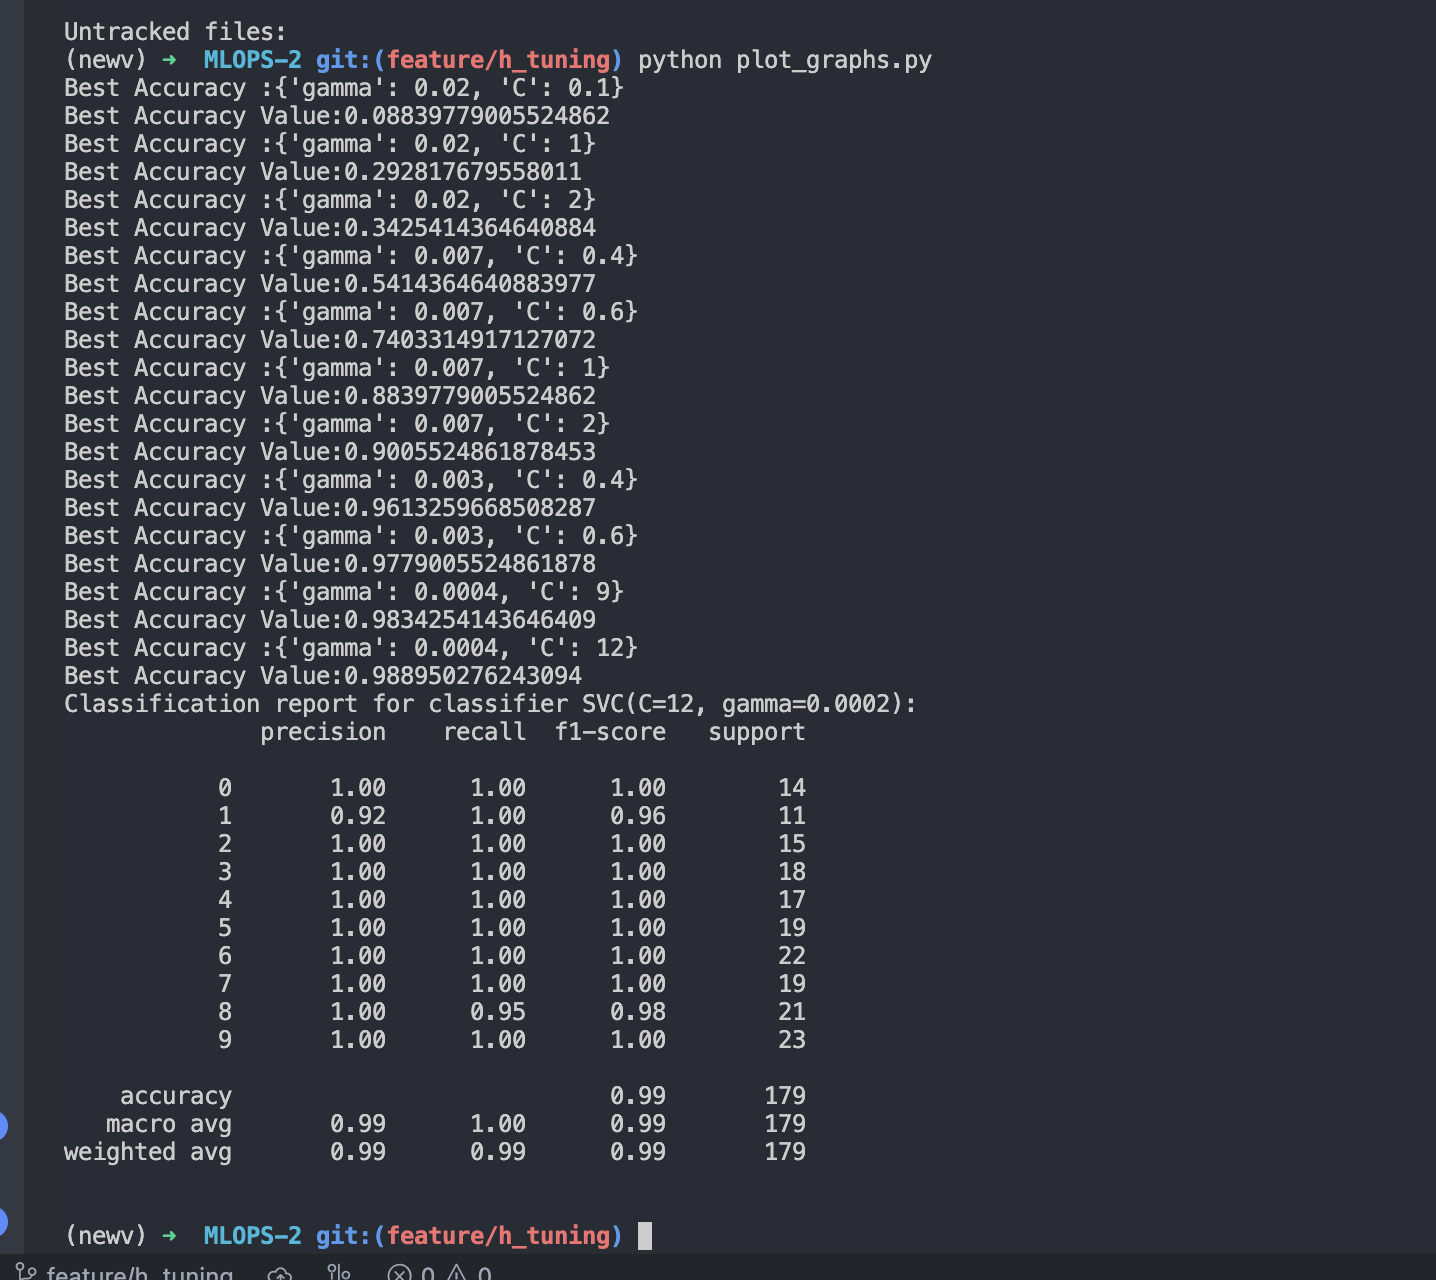 Untracked files:
(newv) ➜  MLOPS-2 git:(feature/h_tuning) python plot_graphs.py
Best Accuracy :{'gamma': 0.02, 'C': 0.1}
Best Accuracy Value:0.08839779005524862
Best Accuracy :{'gamma': 0.02, 'C': 1}
Best Accuracy Value:0.292817679558011
Best Accuracy :{'gamma': 0.02, 'C': 2}
Best Accuracy Value:0.3425414364640884
Best Accuracy :{'gamma': 0.007, 'C': 0.4}
Best Accuracy Value:0.5414364640883977
Best Accuracy :{'gamma': 0.007, 'C': 0.6}
Best Accuracy Value:0.7403314917127072
Best Accuracy :{'gamma': 0.007, 'C': 1}
Best Accuracy Value:0.8839779005524862
Best Accuracy :{'gamma': 0.007, 'C': 2}
Best Accuracy Value:0.9005524861878453
Best Accuracy :{'gamma': 0.003, 'C': 0.4}
Best Accuracy Value:0.9613259668508287
Best Accuracy :{'gamma': 0.003, 'C': 0.6}
Best Accuracy Value:0.9779005524861878
Best Accuracy :{'gamma': 0.0004, 'C': 9}
Best Accuracy Value:0.9834254143646409
Best Accuracy :{'gamma': 0.0004, 'C': 12}
Best Accuracy Value:0.988950276243094
Classification report for classifier SVC(C=12, gamma=0.0002):
              precision    recall  f1-score   support

           0       1.00      1.00      1.00        14
           1       0.92      1.00      0.96        11
           2       1.00      1.00      1.00        15
           3       1.00      1.00      1.00        18
           4       1.00      1.00      1.00        17
           5       1.00      1.00      1.00        19
           6       1.00      1.00      1.00        22
           7       1.00      1.00      1.00        19
           8       1.00      0.95      0.98        21
           9       1.00      1.00      1.00        23

    accuracy                           0.99       179
   macro avg       0.99      1.00      0.99       179
weighted avg       0.99      0.99      0.99       179

(newv) ➜  MLOPS-2 git:(feature/h_tuning)
feature/h_tuning 0 0